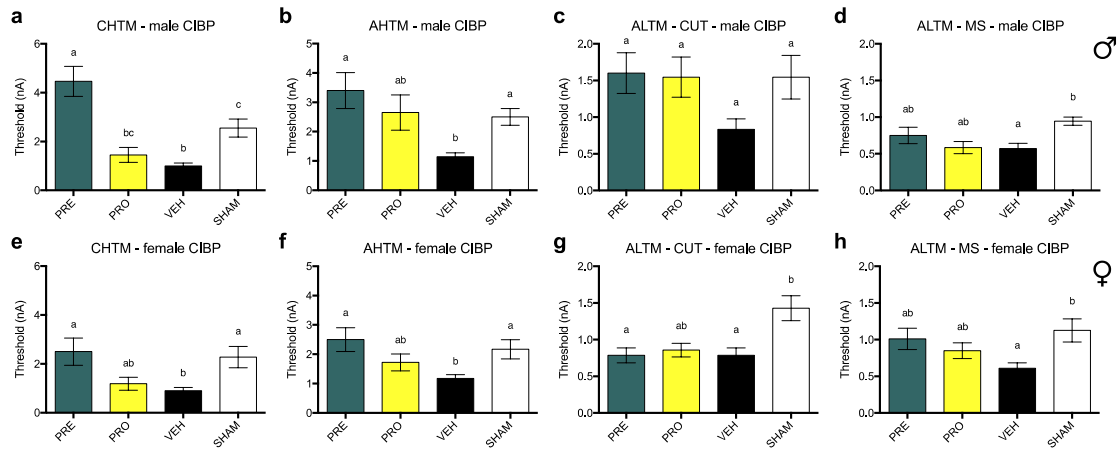 a CHTM - male CIBP
Threshold (nA)
6
4
2
0
a
bc
b
c
PRE
PRO
VEH
SHAM
b AHTM - male CIBP
Threshold (nA)
5
4
3
2
1
0
a
ab
b
a
PRE
PRO
VEH
SHAM
c ALTM - CUT - male CIBP
Threshold (nA)
2.0
1.5
1.0
0.5
0.0
a
a
a
a
PRE
PRO
VEH
SHAM
d ALTM - MS - male CIBP ♂
Threshold (nA)
2.0
1.5
1.0
0.5
0.0
ab
ab
a
b
PRE
PRO
VEH
SHAM
e CHTM - female CIBP
Threshold (nA)
6
4
2
0
a
ab
b
a
PRE
PRO
VEH
SHAM
f AHTM - female CIBP
Threshold (nA)
5
4
3
2
1
0
a
ab
b
a
PRE
PRO
VEH
SHAM
g ALTM - CUT - female CIBP
Threshold (nA)
2.0
1.5
1.0
0.5
0.0
a
ab
a
b
PRE
PRO
VEH
SHAM
h ALTM - MS - female CIBP ♀
Threshold (nA)
2.0
1.5
1.0
0.5
0.0
ab
ab
a
b
PRE
PRO
VEH
SHAM